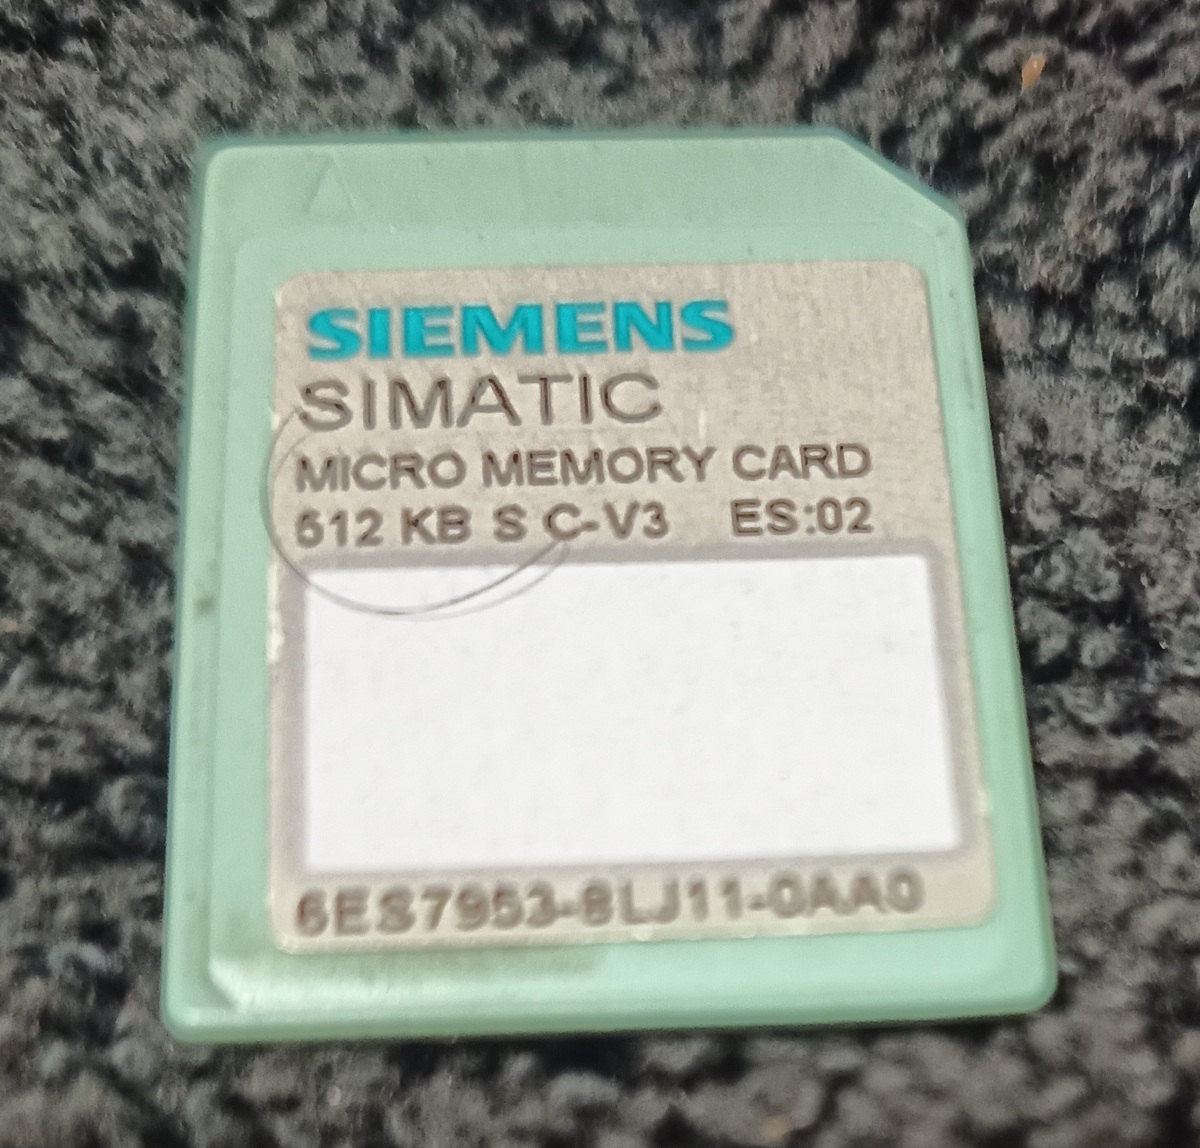 SIEMENS
SIMATIC
MICRO MEMORY CARD
512 KB S C-V3 ES:02
6ES7953-8LJ11-0AA0